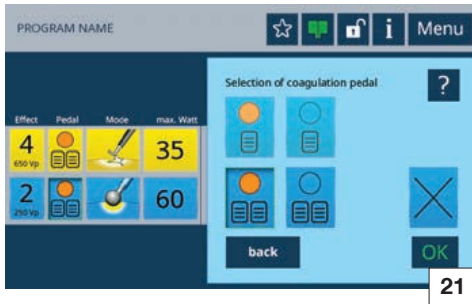 PROGRAM NAME
i
Menu
Selection of coagulation pedal
?
Effect Pedal Mode max. Watt
4
650 Vp
35
2
250 Vp
60
back
OK
21